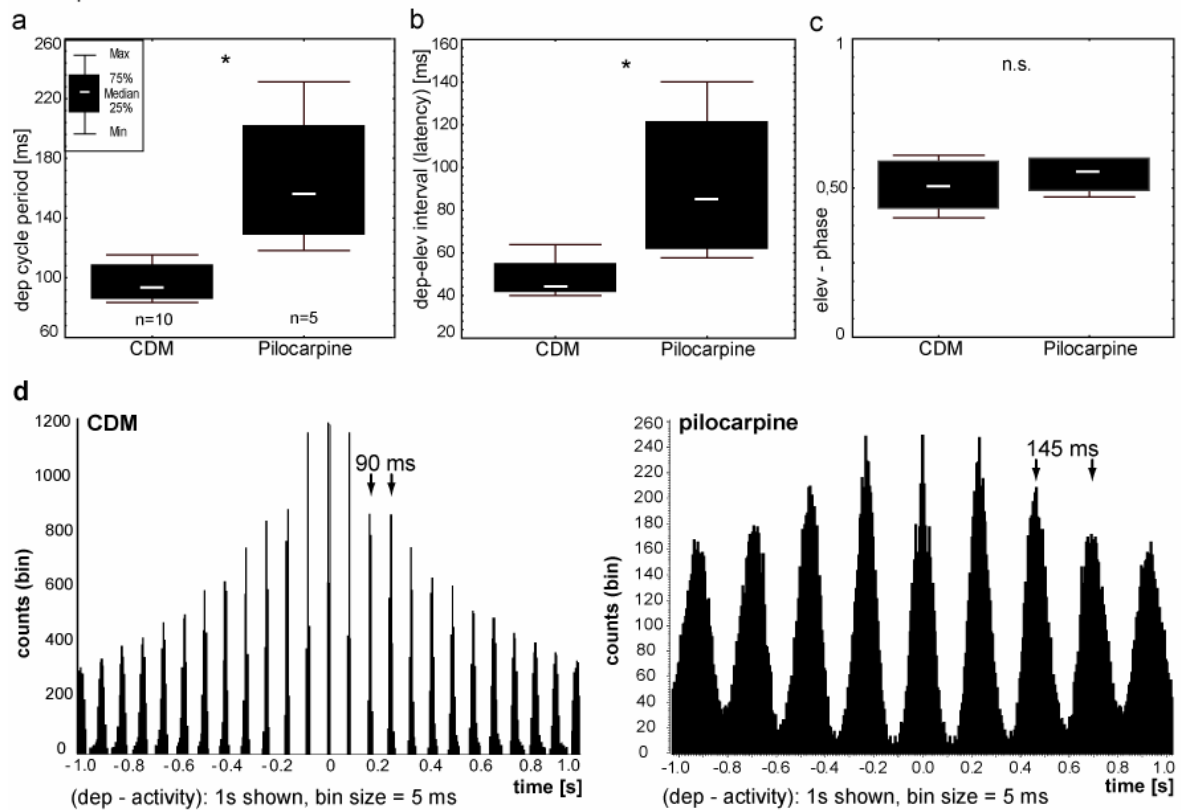 a
260
220
180
140
100
60
dep cycle period [ms]
Max
75%
Median
25%
Min
*
n=10
n=5
CDM
Pilocarpine
b
160
140
120
100
80
60
40
20
dep-elev interval (latency) [ms]
*
CDM
Pilocarpine
c
1
0,50
0
elev - phase
n.s.
CDM
Pilocarpine
d
CDM
1200
1000
800
600
400
200
0
counts (bin)
90 ms
-1.0 -0.8 -0.6 -0.4 -0.2 0 0.2 0.4 0.6 0.8 1.0
time [s]
(dep - activity): 1s shown, bin size = 5 ms
pilocarpine
260
240
220
200
180
160
140
120
100
80
60
40
20
0
counts (bin)
145 ms
-1.0 -0.8 -0.6 -0.4 -0.2 0 0.2 0.4 0.6 0.8 1.0
time [s]
(dep - activity): 1s shown, bin size = 5 ms